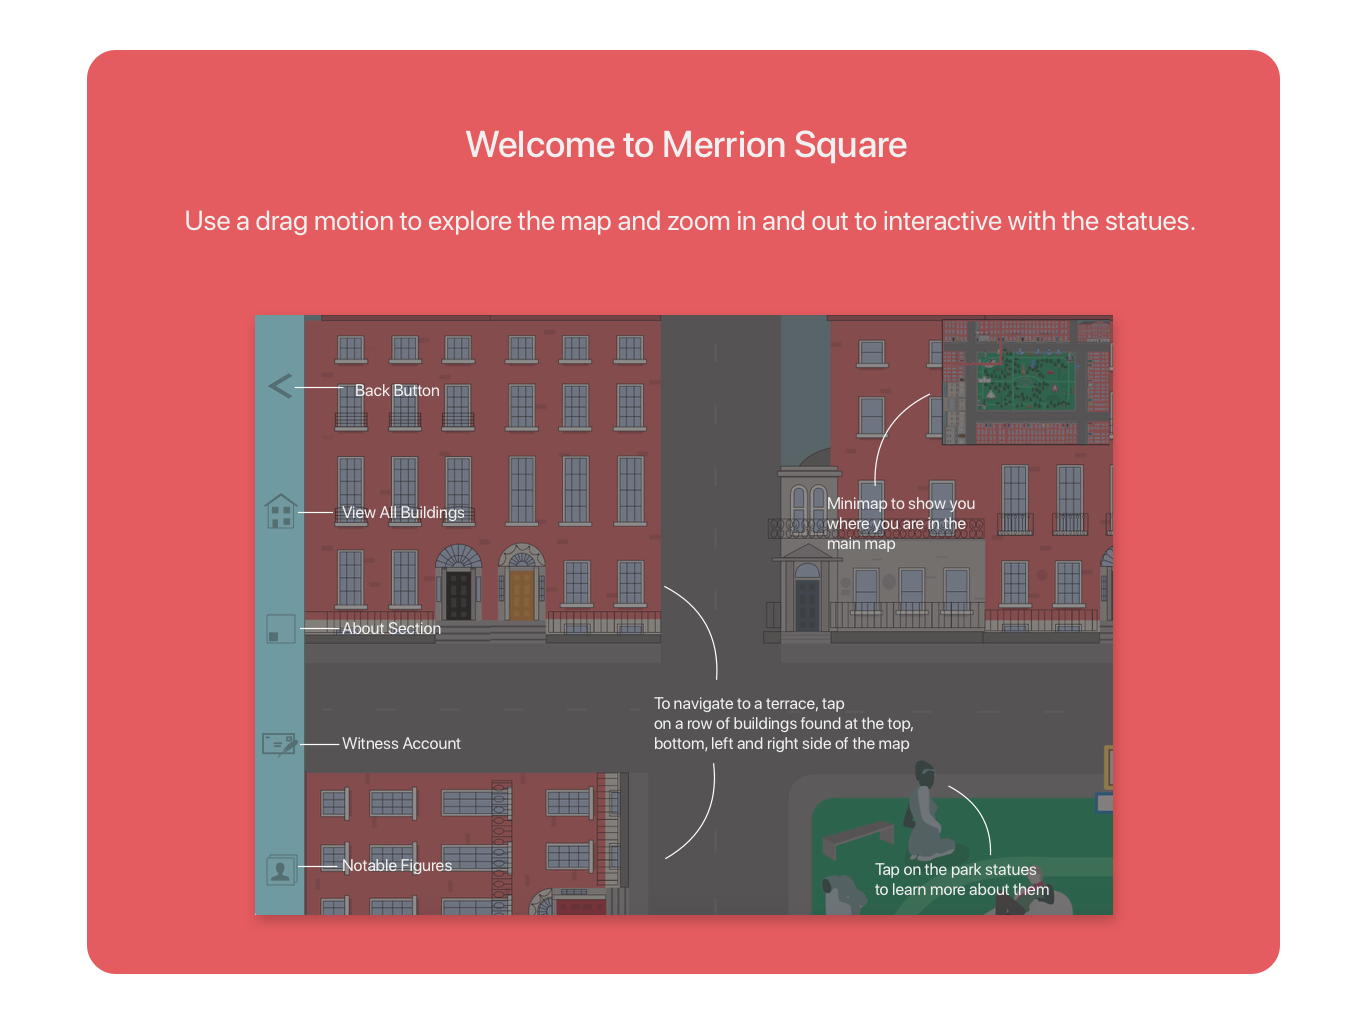 Welcome to Merrion Square
Use a drag motion to explore the map and zoom in and out to interactive with the statues.
Back Button
View All Buildings
Minimap to show you
where you are in the
main map
About Section
To navigate to a terrace, tap
on a row of buildings found at the top,
bottom, left and right side of the map
Witness Account
Notable Figures
Tap on the park statues
to learn more about them